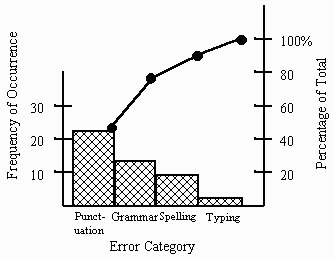 Frequency of Occurrence
30
20
10
100%
80
60
40
20
Percentage of Total
Punct-
uation
Grammar
Spelling
Typing
Error Category